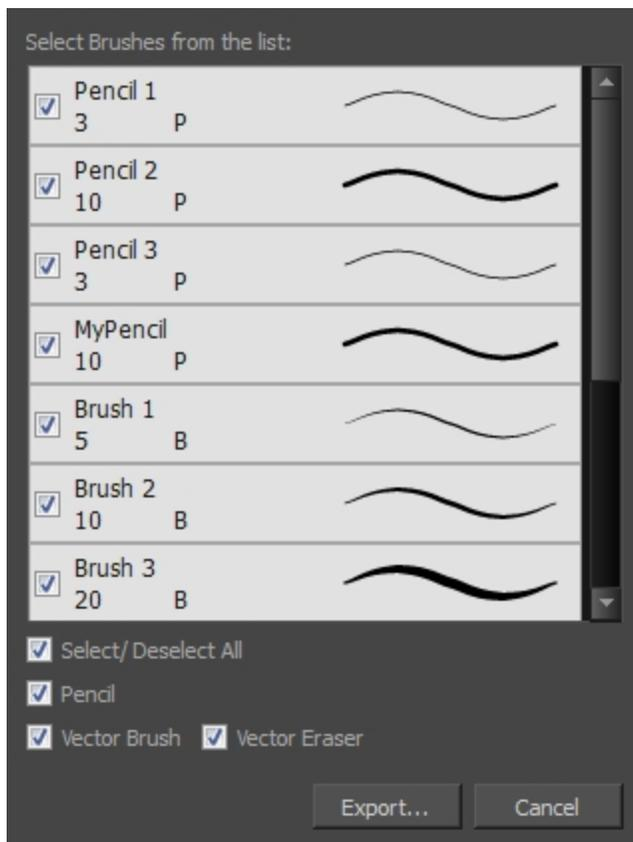 Select Brushes from the list:
Pencil 1
3 P
Pencil 2
10 P
Pencil 3
3 P
MyPencil
10 P
Brush 1
5 B
Brush 2
10 B
Brush 3
20 B
Select/ Deselect All
Pencil
Vector Brush Vector Eraser
Export... Cancel